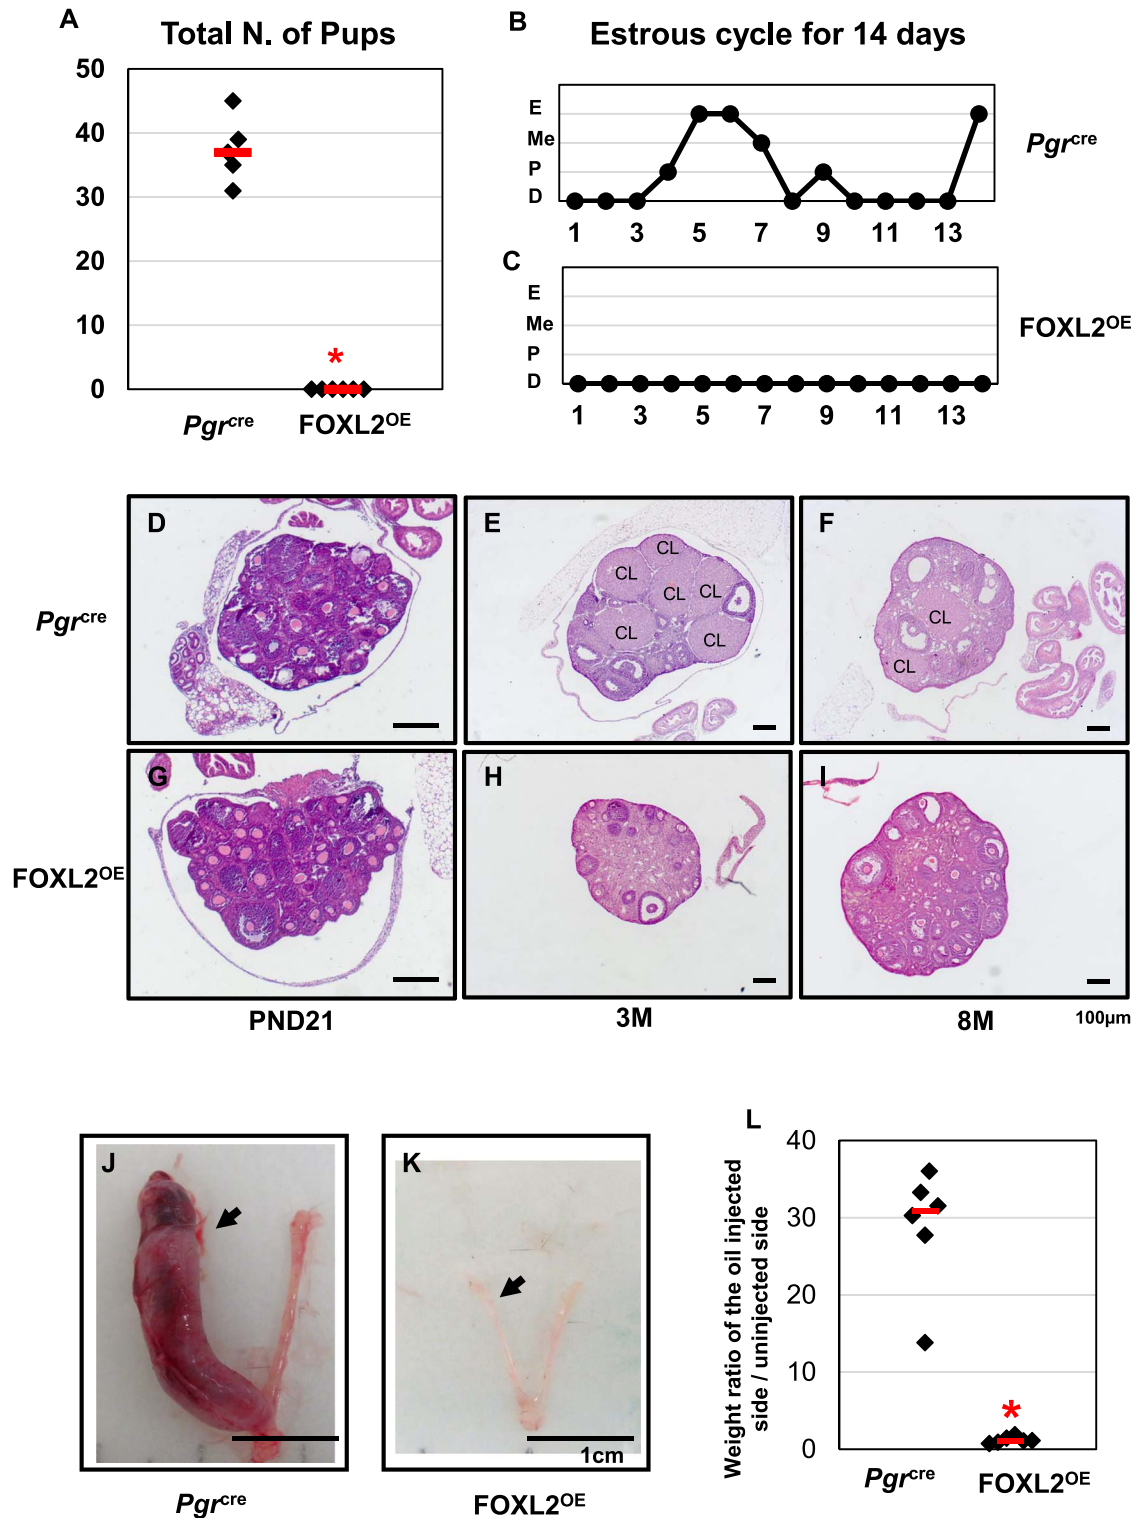 A
Total N. of Pups
50
40
30
20
10
0
*
Pgrcre
FOXL2OE
B
Estrous cycle for 14 days
E
Me
P
D
1 3 5 7 9 11 13
Pgrcre
C
E
Me
P
D
1 3 5 7 9 11 13
FOXL2OE
Pgrcre
D
E
CL
CL
CL
CL
CL
CL
F
CL
CL
FOXL2OE
G
H
I
PND21
3M
8M
100µm
J
Pgrcre
K
1cm
FOXL2OE
L
Weight ratio of the oil injected
side / uninjected side
40
30
20
10
0
*
Pgrcre
FOXL2OE